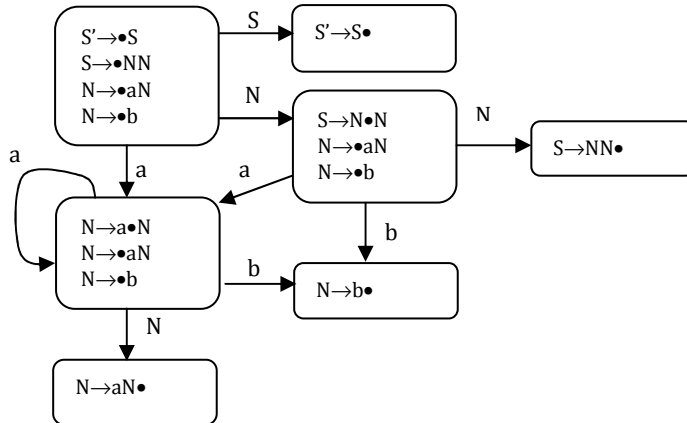 S'→●S
S→●NN
N→●aN
N→●b
S
S'→S●
N
S→N●N
N→●aN
N→●b
N
S→NN●
a
a
a
N→a●N
N→●aN
N→●b
b
b
N→b●
N
N→aN●